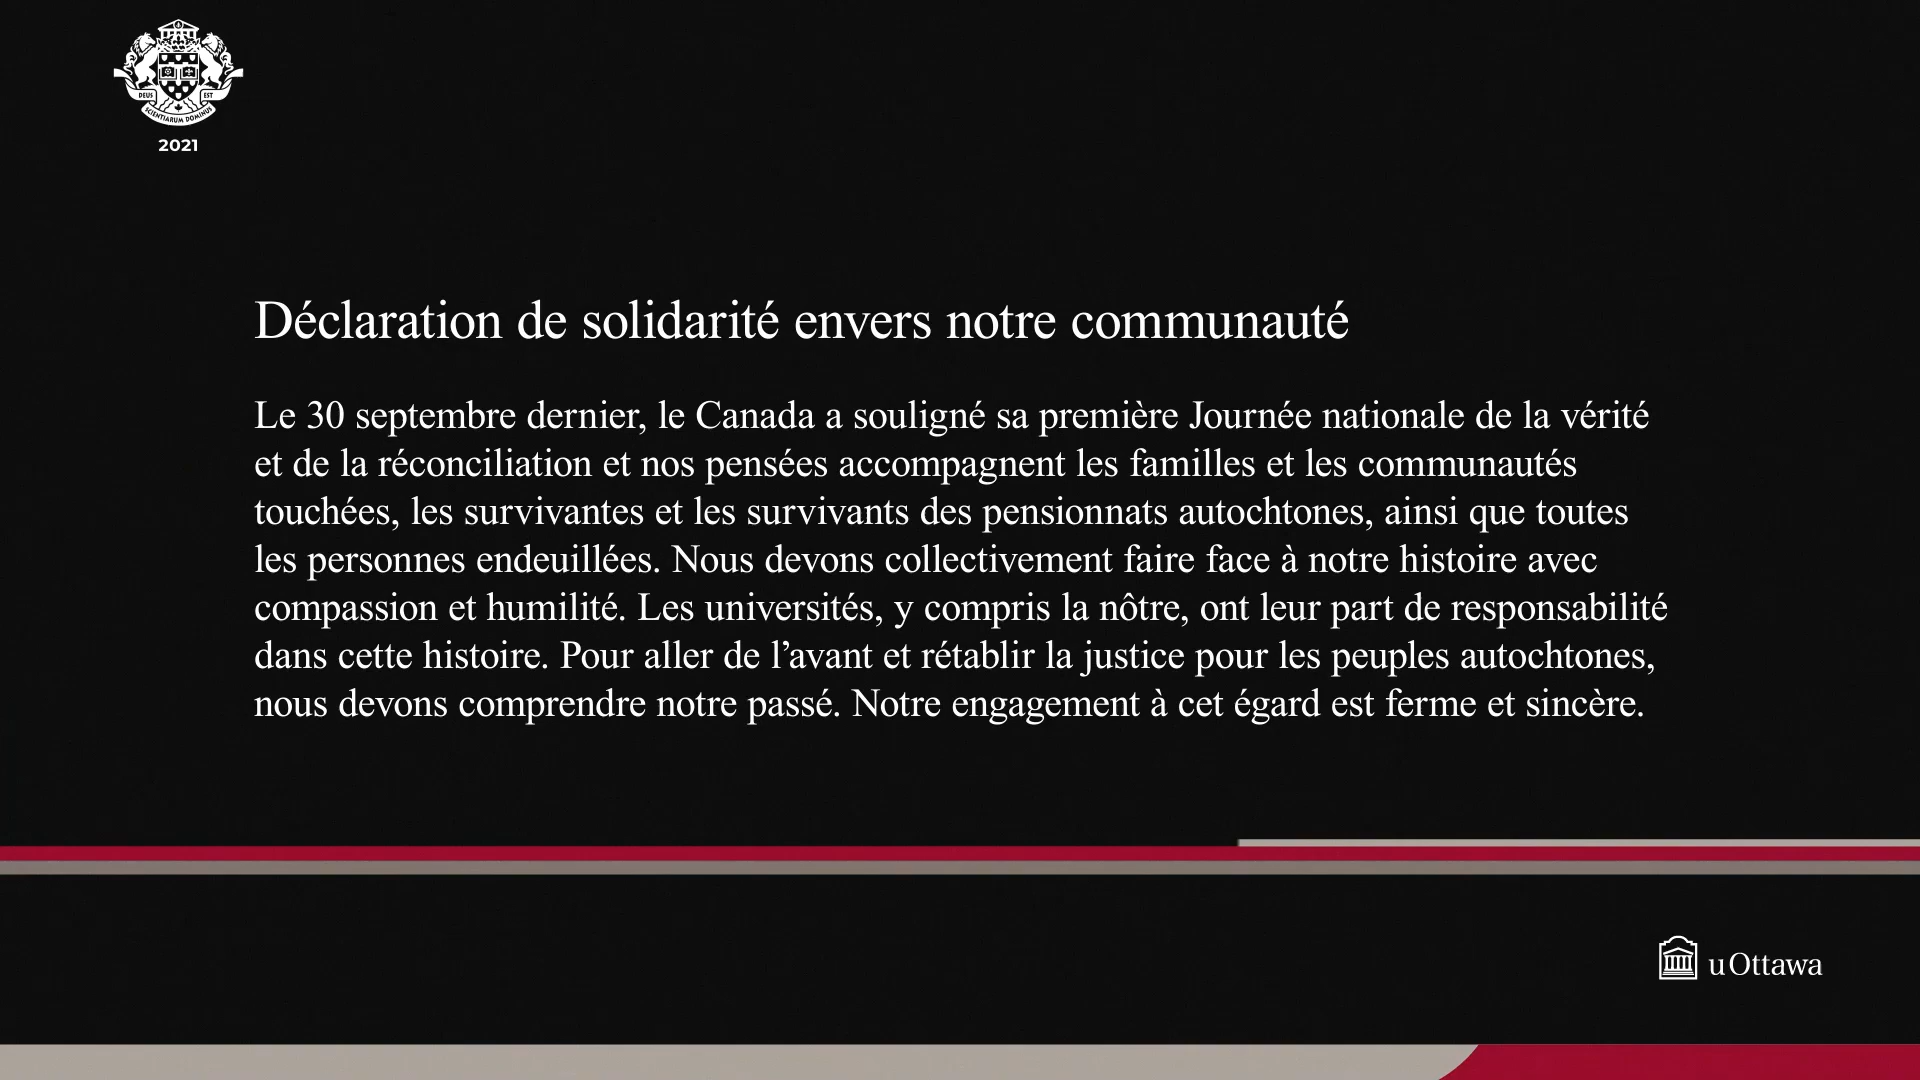 DEUS EST
SCIENTIARUM DOMINUS
2021
Déclaration de solidarité envers notre communauté
Le 30 septembre dernier, le Canada a souligné sa première Journée nationale de la vérité
et de la réconciliation et nos pensées accompagnent les familles et les communautés
touchées, les survivantes et les survivants des pensionnats autochtones, ainsi que toutes
les personnes endeuillées. Nous devons collectivement faire face à notre histoire avec
compassion et humilité. Les universités, y compris la nôtre, ont leur part de responsabilité
dans cette histoire. Pour aller de l’avant et rétablir la justice pour les peuples autochtones,
nous devons comprendre notre passé. Notre engagement à cet égard est ferme et sincère.
uOttawa